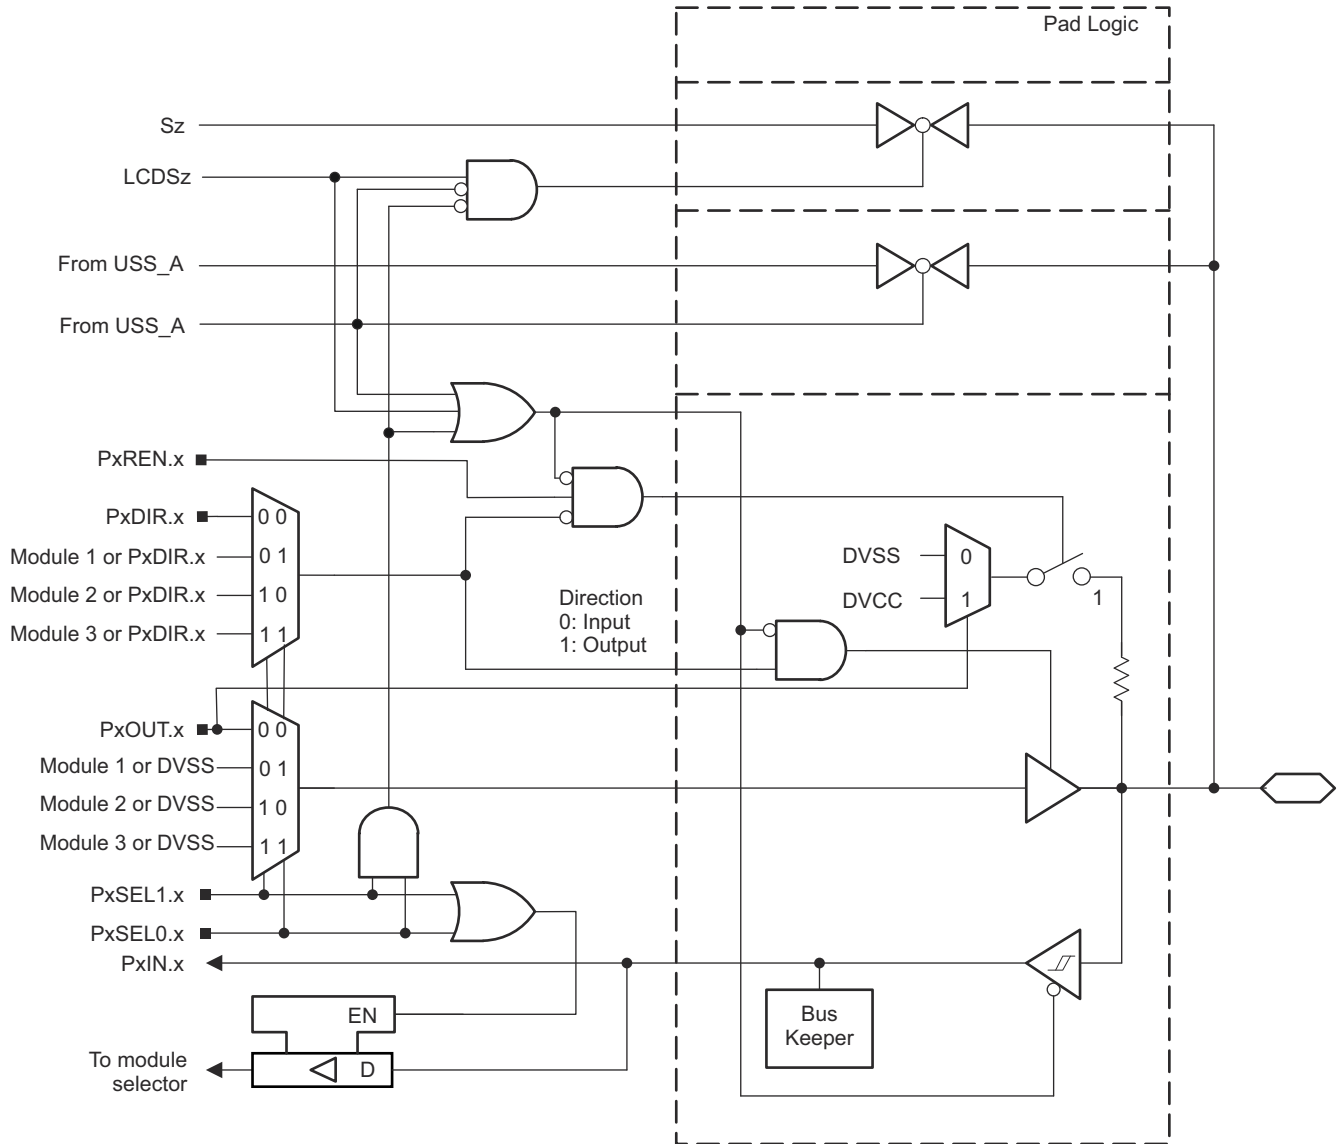 Pad Logic
Sz
LCDSz
From USS_A
From USS_A
PxREN.x
PxDIR.x
0 0
Module 1 or PxDIR.x
0 1
Module 2 or PxDIR.x
1 0
Module 3 or PxDIR.x
1 1
Direction
0: Input
1: Output
DVSS
0
DVCC
1
1
PxOUT.x
0 0
Module 1 or DVSS
0 1
Module 2 or DVSS
1 0
Module 3 or DVSS
1 1
PxSEL1.x
PxSEL0.x
PxIN.x
EN
D
To module
selector
Bus
Keeper